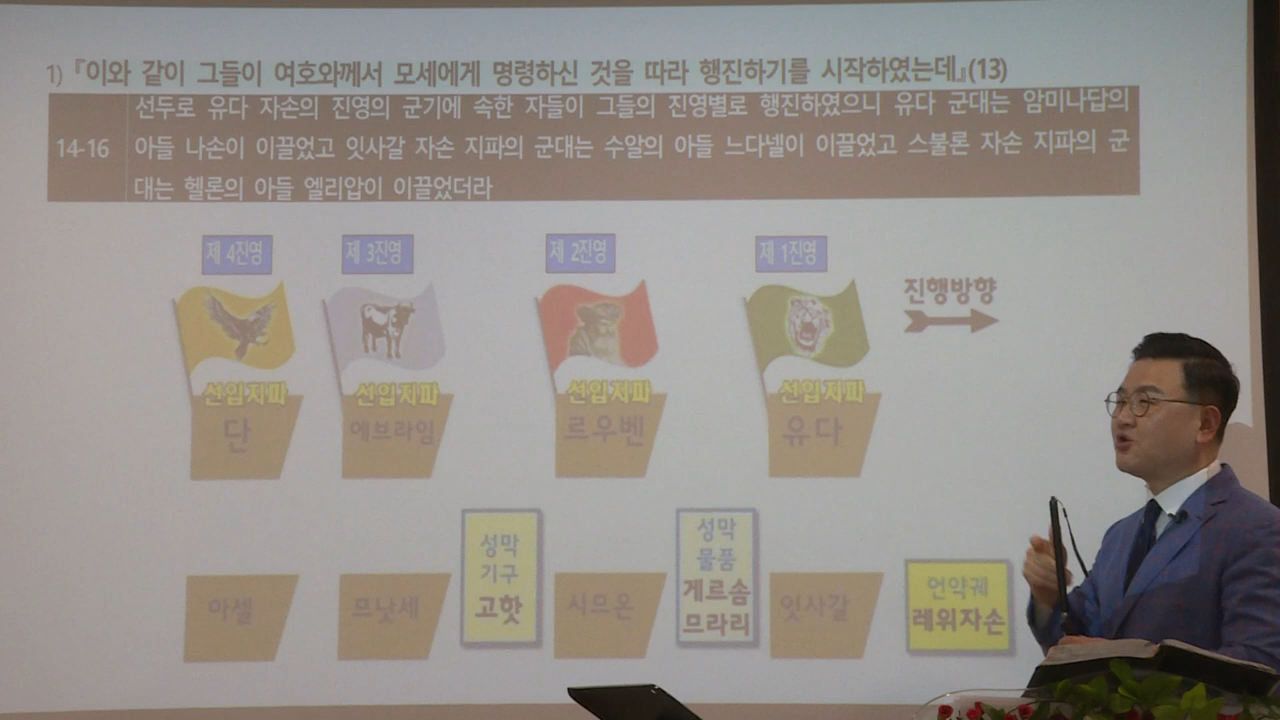 1) 『이와 같이 그들이 여호와께서 모세에게 명령하신 것을 따라 행진하기를 시작하였는데』(13)
14-16
선두로 유다 자손의 진영의 군기에 속한 자들이 그들의 진영별로 행진하였으니 유다 군대는 암미나답의
아들 나손이 이끌었고 잇사갈 자손 지파의 군대는 수알의 아들 느다넬이 이끌었고 스불론 자손 지파의 군
대는 헬론의 아들 엘리압이 이끌었더라
제 4진영 제 3진영 제 2진영 제 1진영
진행방향
선임지파 선임지파 선임지파 선임지파
단 에브라임 르우벤 유다
성막
기구
고핫
성막
물품
게르솜
므라리
언약궤
레위자손
아셀 므낫세 시므온 잇사갈